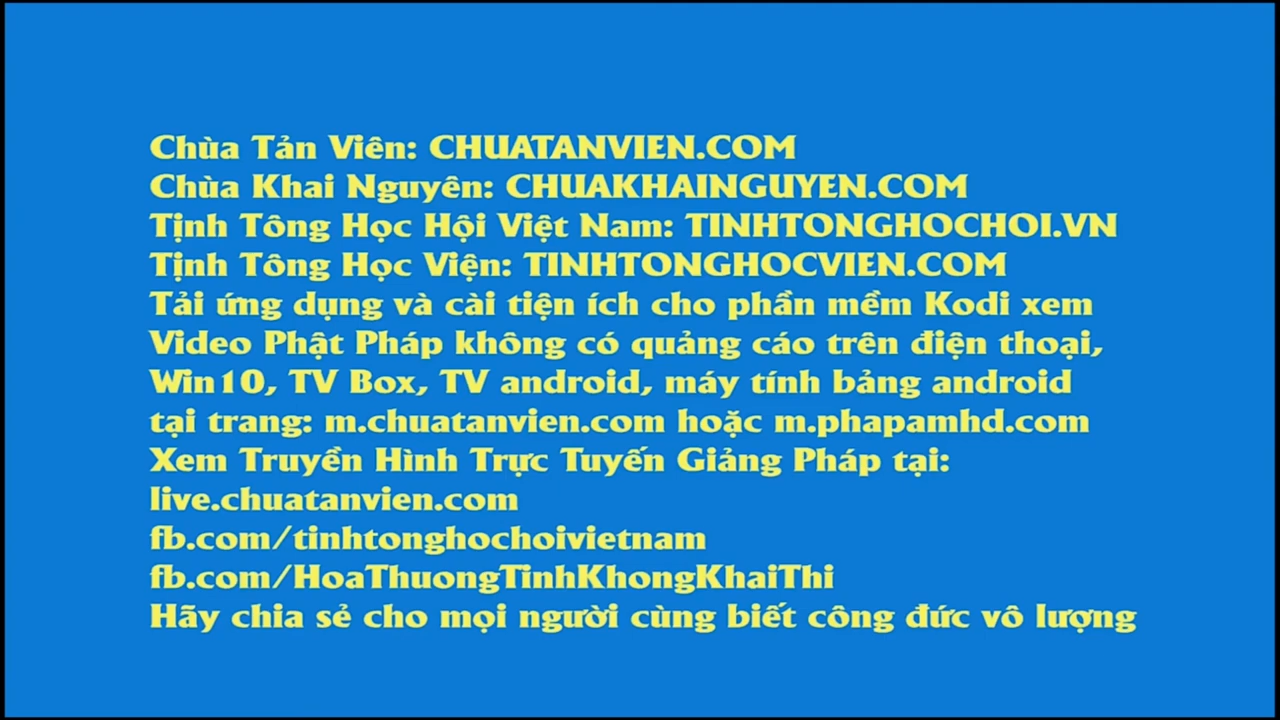 Chùa Tản Viên: CHUATANVIEN.COM
Chùa Khai Nguyên: CHUAKHAINGUYEN.COM
Tịnh Tông Học Hội Việt Nam: TINHTONGHOCHOI.VN
Tịnh Tông Học Viện: TINHTONGHOCVIEN.COM
Tải ứng dụng và cài tiện ích cho phần mềm Kodi xem
Video Phật Pháp không có quảng cáo trên điện thoại,
Win10, TV Box, TV android, máy tính bảng android
tại trang: m.chuatanvien.com hoặc m.phapamhd.com
Xem Truyền Hình Trực Tuyến Giảng Pháp tại:
live.chuatanvien.com
fb.com/tinhtonghochoivietnam
fb.com/HoaThuongTinhKhongKhaiThi
Hãy chia sẻ cho mọi người cùng biết công đức vô lượng